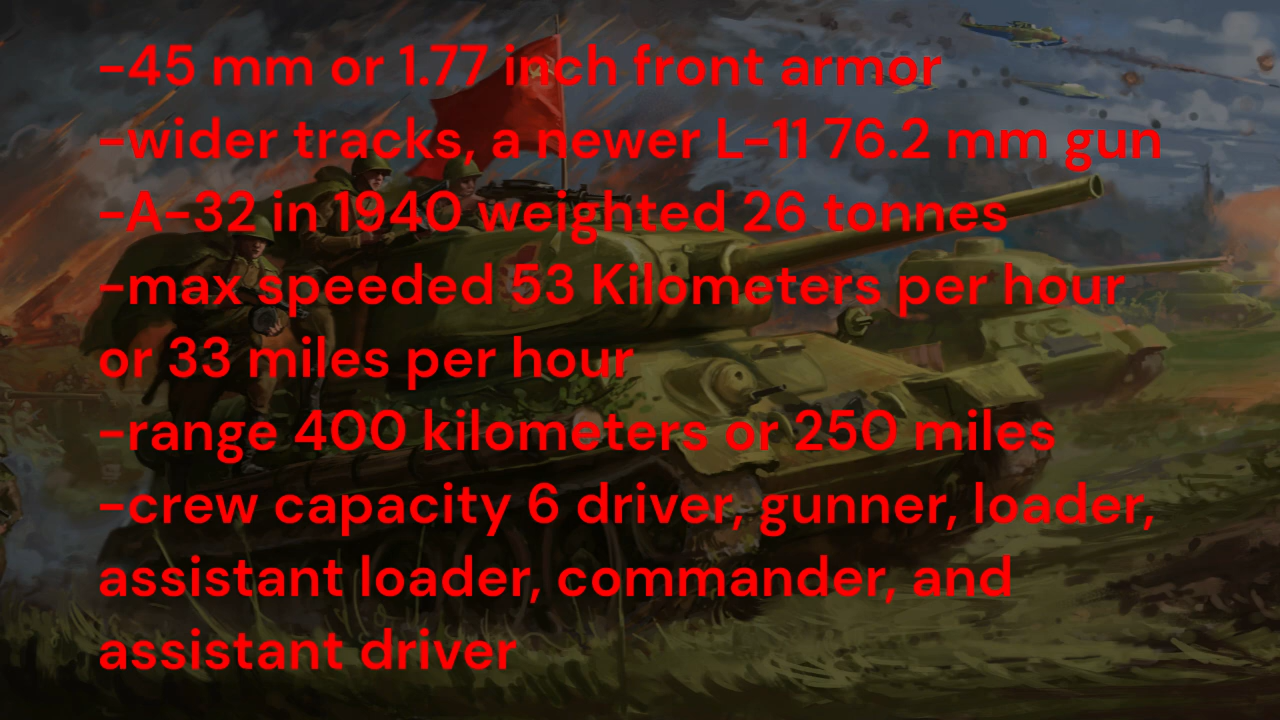 -45 mm or 1.77 inch front armor
-wider tracks, a newer L-11 76.2 mm gun
-A-32 in 1940 weighted 26 tonnes
-max speeded 53 Kilometers per hour
or 33 miles per hour
-range 400 kilometers or 250 miles
-crew capacity 6 driver, gunner, loader,
assistant loader, commander, and
assistant driver